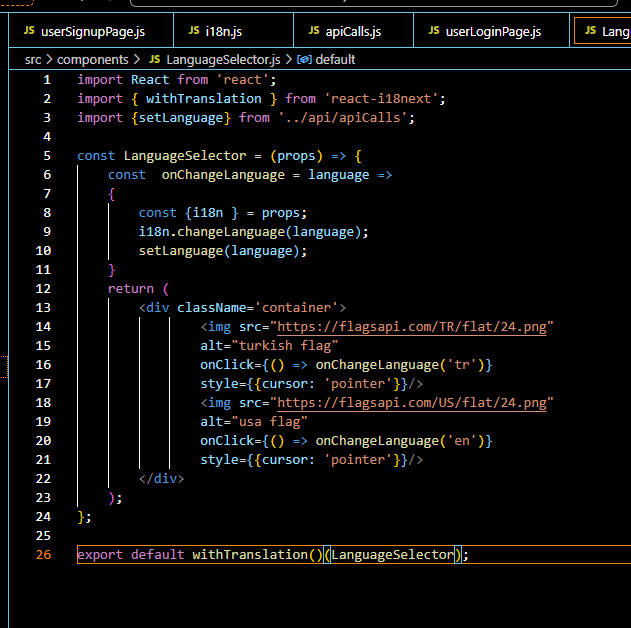 JS userSignupPage.js JS i18n.js JS apiCalls.js JS userLoginPage.js JS Lang
src > components > JS LanguageSelector.js > default
1 import React from 'react';
2 import { withTranslation } from 'react-i18next';
3 import {setLanguage} from '../api/apiCalls';
4
5 const LanguageSelector = (props) => {
6 const  onChangeLanguage = language =>
7 {
8 const {i18n } = props;
9 i18n.changeLanguage(language);
10 setLanguage(language);
11 }
12 return (
13 <div className='container'>
14 <img src="https://flagsapi.com/TR/flat/24.png"
15 alt="turkish flag"
16 onClick={() => onChangeLanguage('tr')}
17 style={{cursor: 'pointer'}}/>
18 <img src="https://flagsapi.com/US/flat/24.png"
19 alt="usa flag"
20 onClick={() => onChangeLanguage('en')}
21 style={{cursor: 'pointer'}}/>
22 </div>
23 );
24 };
25
26 export default withTranslation()(LanguageSelector);